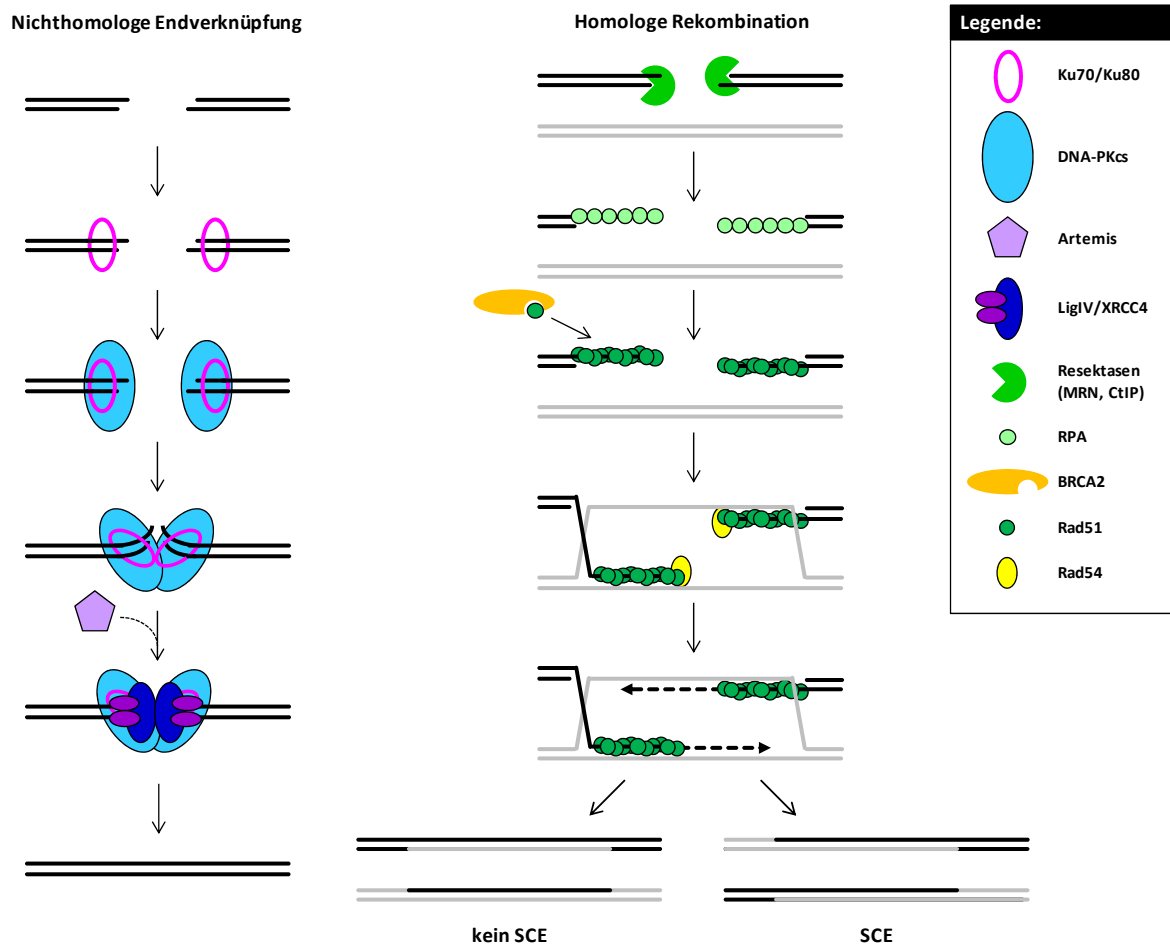 Nichthomologe Endverknüpfung
Homologe Rekombination
Legende:
Ku70/Ku80
DNA-PKcs
Artemis
LigIV/XRCC4
Resektasen
(MRN, CtIP)
RPA
BRCA2
Rad51
Rad54
kein SCE
SCE